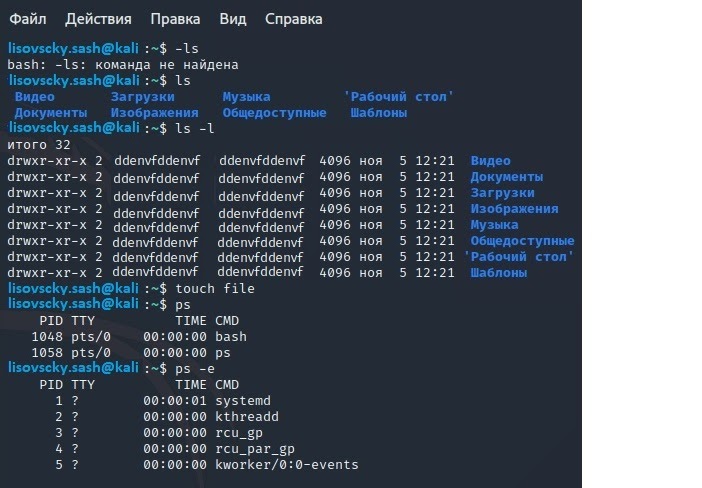 Файл Действия Правка Вид Справка
lisovscky.sash@kali :~$ -ls
bash: -ls: команда не найдена
lisovscky.sash@kali :~$ ls
Видео Загрузки Музыка 'Рабочий стол'
Документы Изображения Общедоступные Шаблоны
lisovscky.sash@kali :~$ ls -l
итого 32
drwxr-xr-x 2 ddenvfddenvf ddenvfddenvf 4096 ноя 5 12:21 Видео
drwxr-xr-x 2 ddenvfddenvf ddenvfddenvf 4096 ноя 5 12:21 Документы
drwxr-xr-x 2 ddenvfddenvf ddenvfddenvf 4096 ноя 5 12:21 Загрузки
drwxr-xr-x 2 ddenvfddenvf ddenvfddenvf 4096 ноя 5 12:21 Изображения
drwxr-xr-x 2 ddenvfddenvf ddenvfddenvf 4096 ноя 5 12:21 Музыка
drwxr-xr-x 2 ddenvfddenvf ddenvfddenvf 4096 ноя 5 12:21 Общедоступные
drwxr-xr-x 2 ddenvfddenvf ddenvfddenvf 4096 ноя 5 12:21 'Рабочий стол'
drwxr-xr-x 2 ddenvfddenvf ddenvfddenvf 4096 ноя 5 12:21 Шаблоны
lisovscky.sash@kali :~$ touch file
lisovscky.sash@kali :~$ ps
PID TTY TIME CMD
1048 pts/0 00:00:00 bash
1058 pts/0 00:00:00 ps
lisovscky.sash@kali :~$ ps -e
PID TTY TIME CMD
1 ? 00:00:01 systemd
2 ? 00:00:00 kthreadd
3 ? 00:00:00 rcu_gp
4 ? 00:00:00 rcu_par_gp
5 ? 00:00:00 kworker/0:0-events